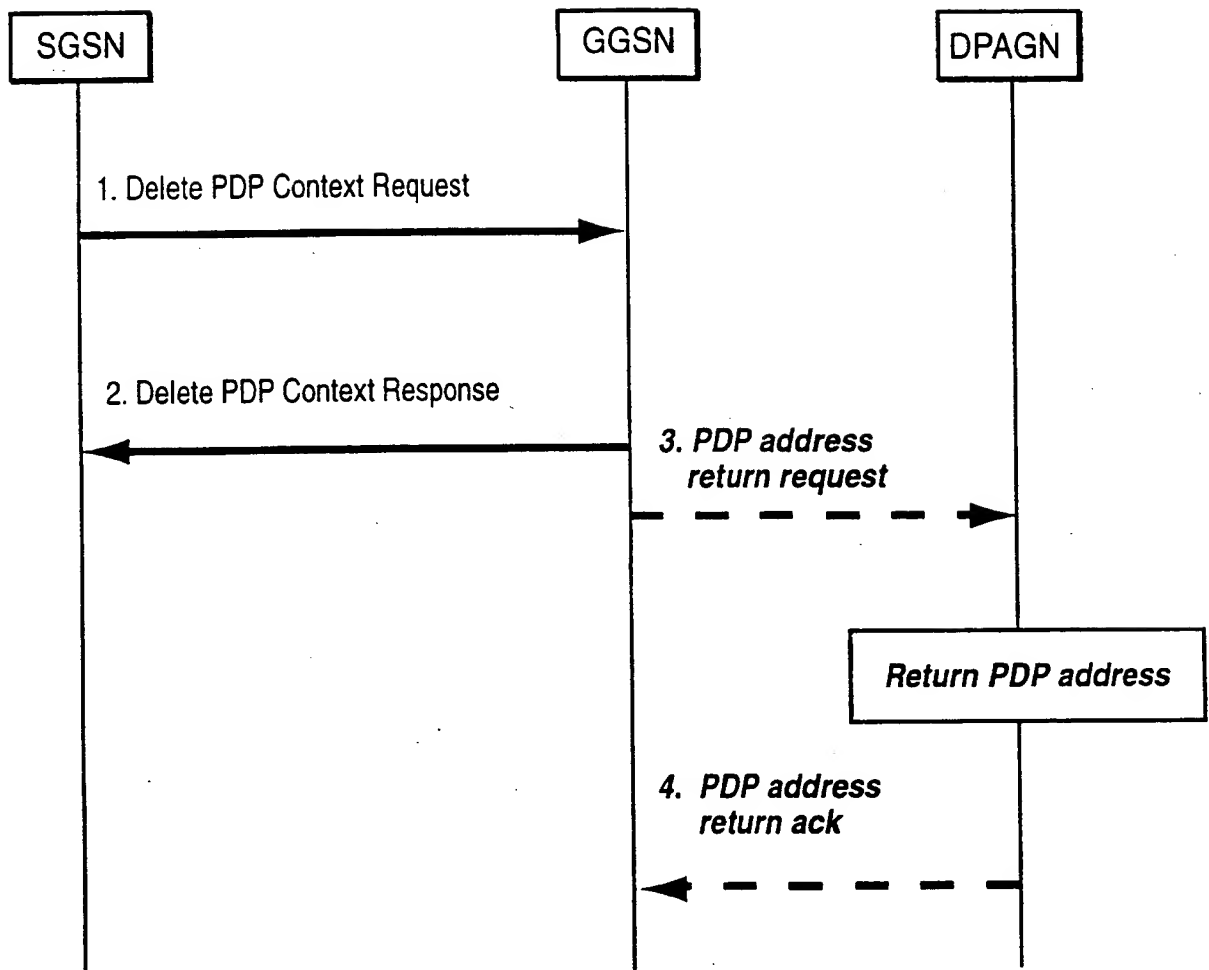 SGSN
GGSN
DPAGN
1. Delete PDP Context Request
2. Delete PDP Context Response
3. PDP address
return request
Return PDP address
4. PDP address
return ack